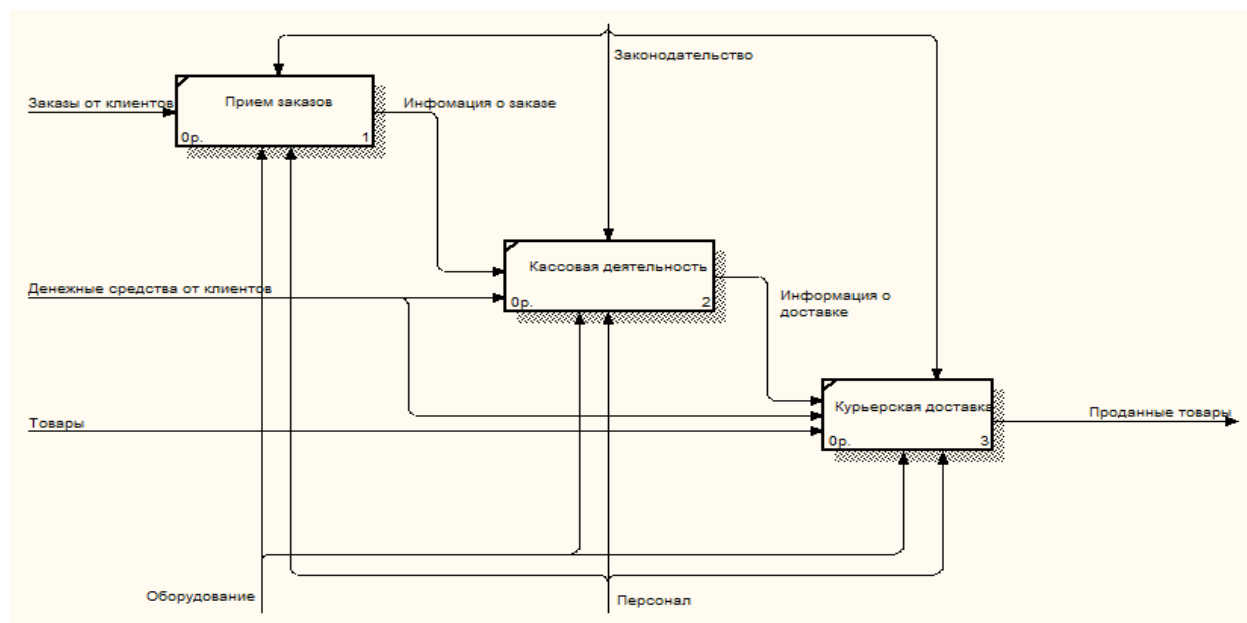 Законодательство
Заказы от клиентов
Прием заказов
Инфомация о заказе
0р.
1
Кассовая деятельность
Денежные средства от клиентов
0р.
2
Информация о
доставке
Курьерская доставка
Товары
Проданные товары
0р.
3
Оборудование
Персонал